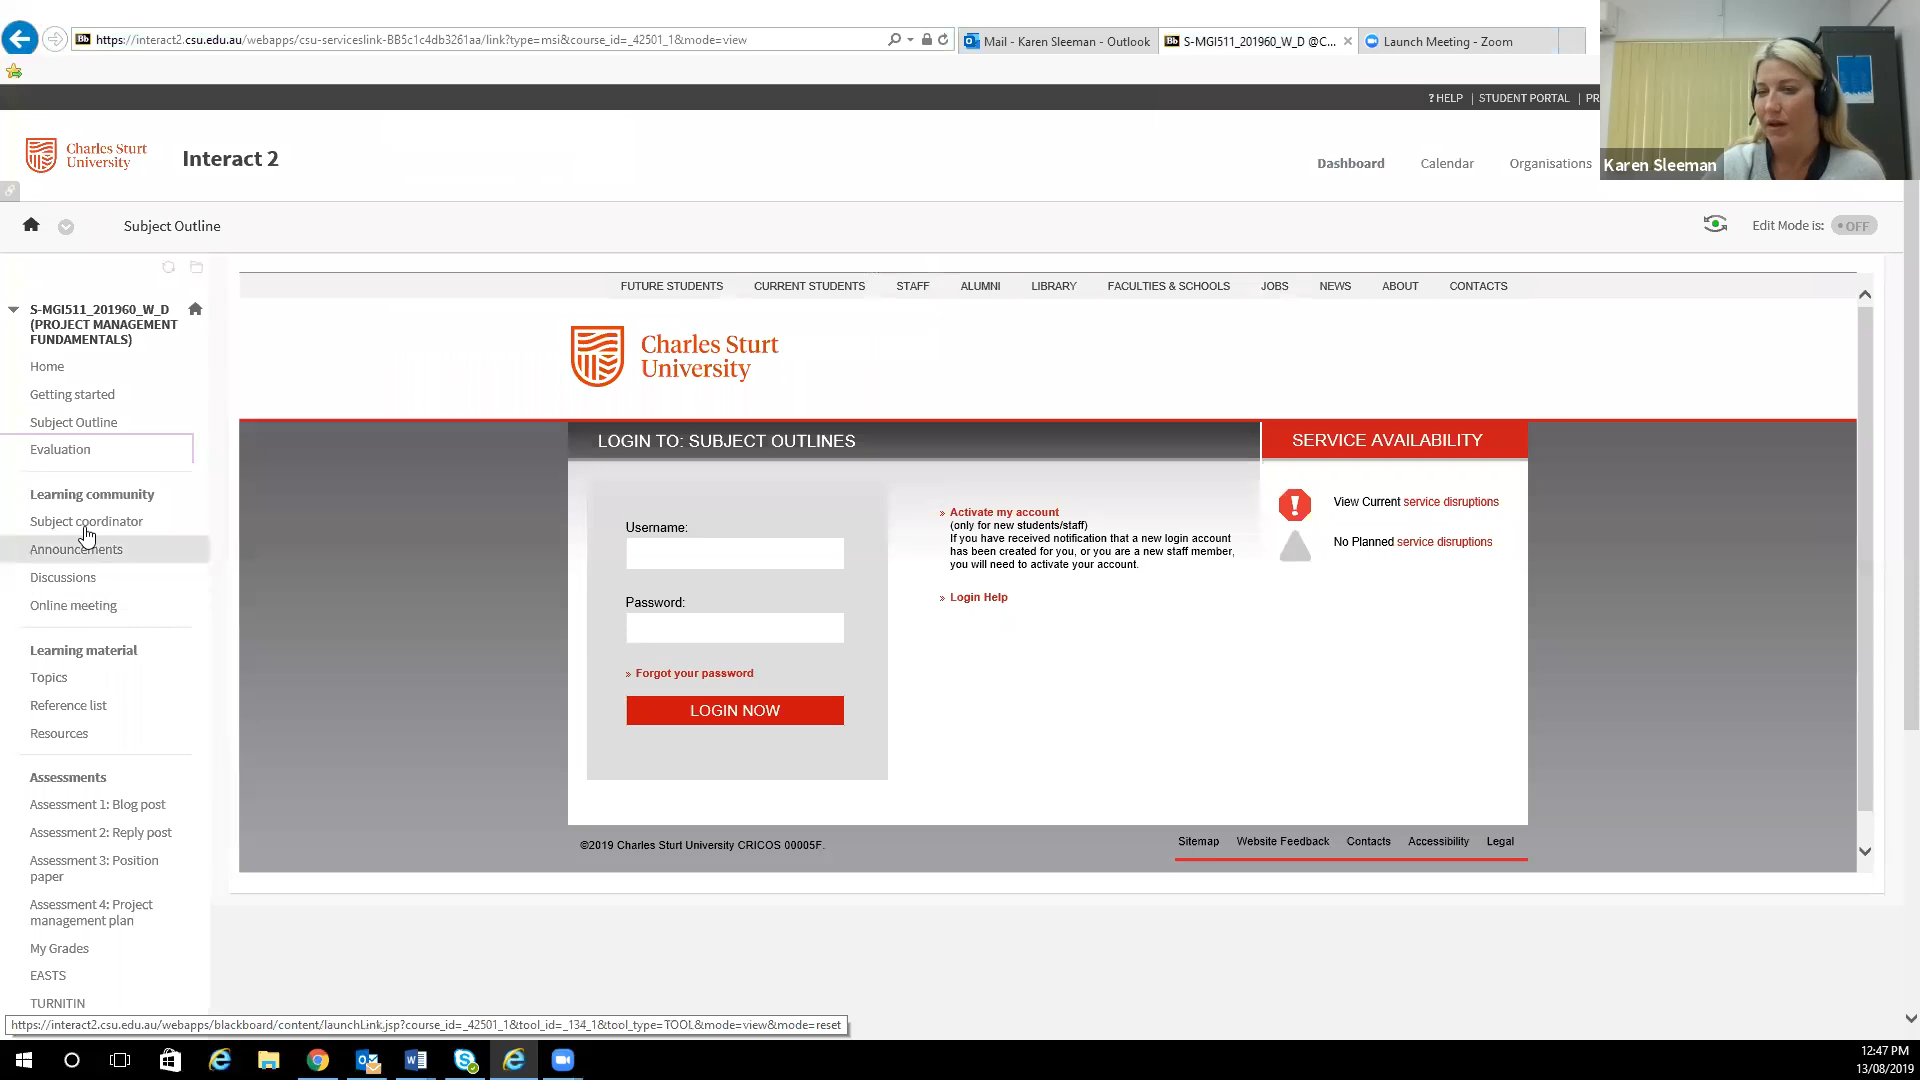 https://interact2.csu.edu.au/webapps/csu-serviceslink-BB5c1c4db3261aa/link?type=msi&course_id=_42501_1&mode=view
Mail - Karen Sleeman - Outlook
S-MGI511_201960_W_D @C...
Launch Meeting - Zoom
? HELP | STUDENT PORTAL | PR
Charles Sturt
University
Interact 2
Dashboard
Calendar
Organisations
Karen Sleeman
Subject Outline
Edit Mode is: • OFF
S-MGI511_201960_W_D
(PROJECT MANAGEMENT
FUNDAMENTALS)
Home
Getting started
Subject Outline
Evaluation
Learning community
Subject coordinator
Announcements
Discussions
Online meeting
Learning material
Topics
Reference list
Resources
Assessments
Assessment 1: Blog post
Assessment 2: Reply post
Assessment 3: Position
paper
Assessment 4: Project
management plan
My Grades
EASTS
TURNITIN
FUTURE STUDENTS
CURRENT STUDENTS
STAFF
ALUMNI
LIBRARY
FACULTIES & SCHOOLS
JOBS
NEWS
ABOUT
CONTACTS
Charles Sturt
University
LOGIN TO: SUBJECT OUTLINES
SERVICE AVAILABILITY
Username:
Password:
» Forgot your password
LOGIN NOW
» Activate my account
(only for new students/staff)
If you have received notification that a new login account
has been created for you, or you are a new staff member,
you will need to activate your account.
» Login Help
View Current service disruptions
No Planned service disruptions
©2019 Charles Sturt University CRICOS 00005F.
Sitemap
Website Feedback
Contacts
Accessibility
Legal
https://interact2.csu.edu.au/webapps/blackboard/content/launchLink.jsp?course_id=_42501_1&tool_id=_134_1&tool_type=TOOL&mode=view&mode=reset
12:47 PM
13/08/2019